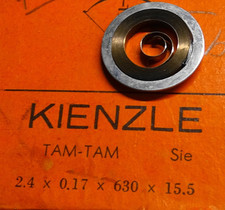 KIENZLE
TAM-TAM Sie
2.4 x 0.17 x 630 x 15.5